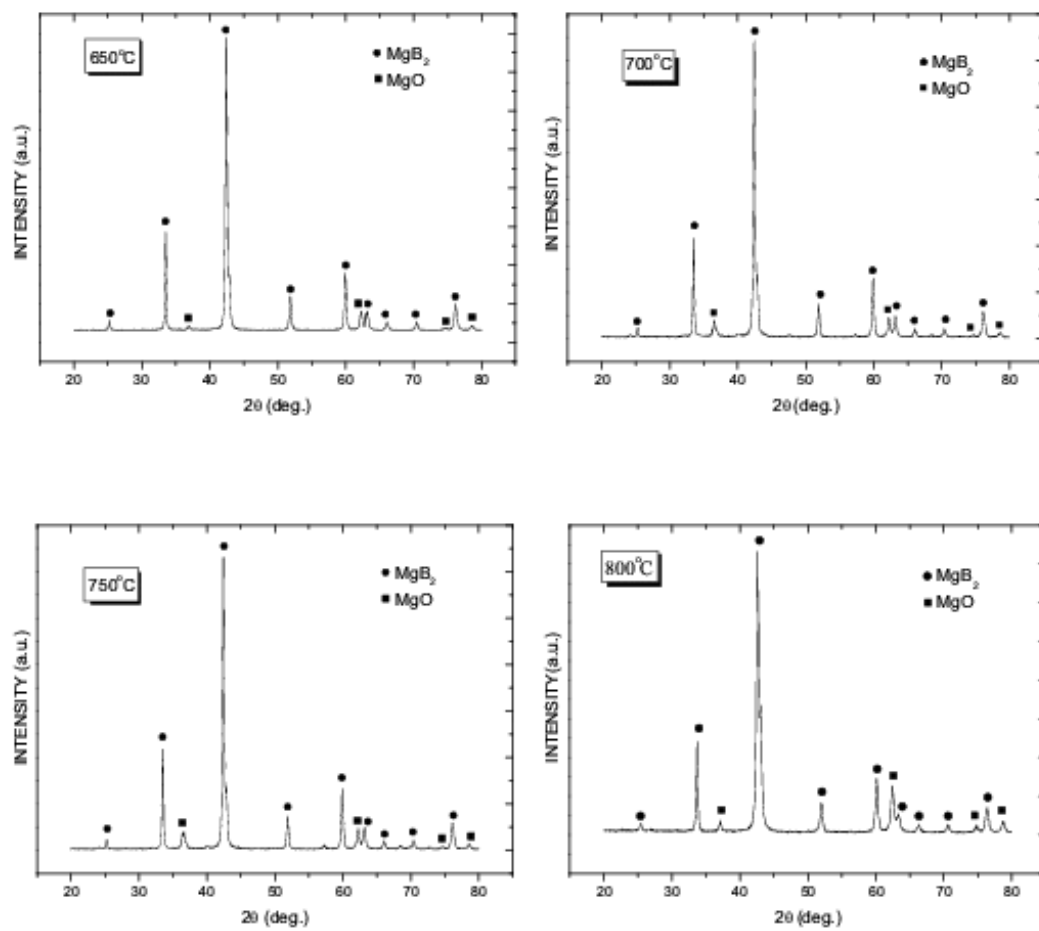 650°C
● MgB₂
■ MgO
INTENSITY (a.u.)
20 30 40 50 60 70 80
2θ (deg.)
700°C
● MgB₂
■ MgO
INTENSITY (a.u.)
20 30 40 50 60 70 80
2θ (deg.)
750°C
● MgB₂
■ MgO
INTENSITY (a.u.)
20 30 40 50 60 70 80
2θ (deg.)
800°C
● MgB₂
■ MgO
INTENSITY (a.u.)
20 30 40 50 60 70 80
2θ (deg.)